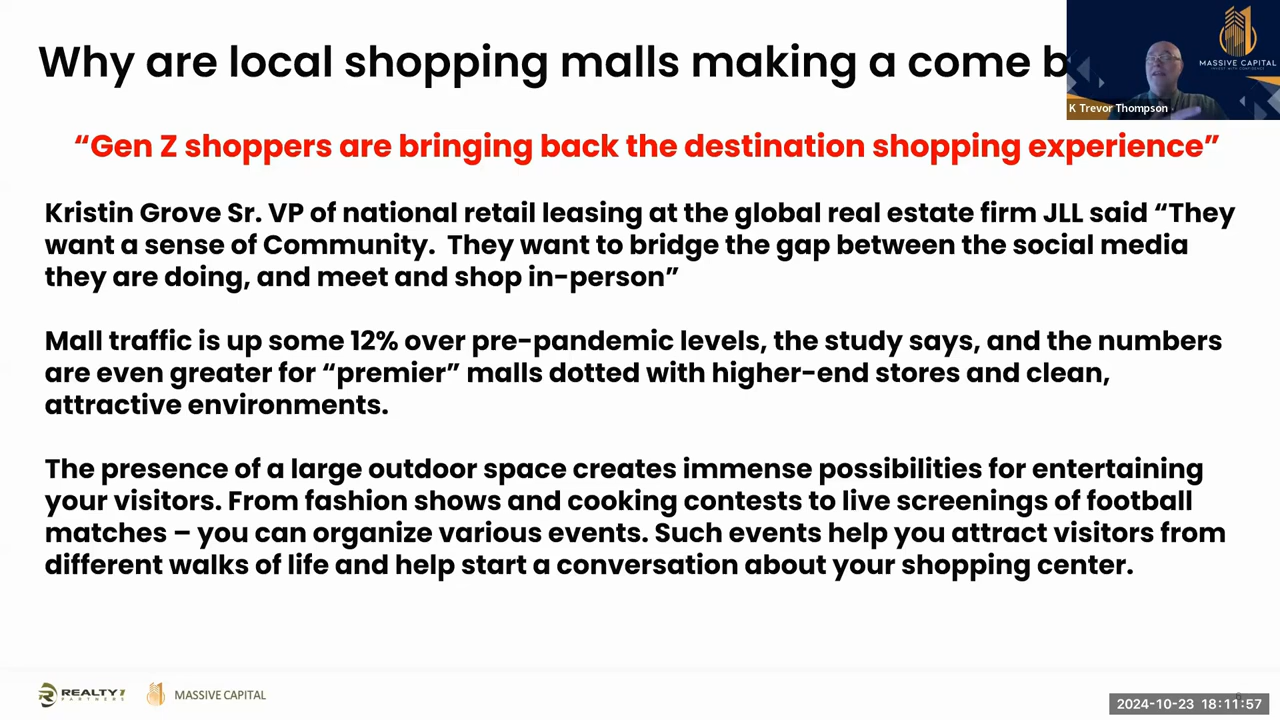 Why are local shopping malls making a come b
MASSIVE CAPITAL
INVEST WITH CONFIDENCE
K Trevor Thompson
“Gen Z shoppers are bringing back the destination shopping experience”
Kristin Grove Sr. VP of national retail leasing at the global real estate firm JLL said “They
want a sense of Community.  They want to bridge the gap between the social media
they are doing, and meet and shop in-person”
Mall traffic is up some 12% over pre-pandemic levels, the study says, and the numbers
are even greater for “premier” malls dotted with higher-end stores and clean,
attractive environments.
The presence of a large outdoor space creates immense possibilities for entertaining
your visitors. From fashion shows and cooking contests to live screenings of football
matches – you can organize various events. Such events help you attract visitors from
different walks of life and help start a conversation about your shopping center.
REALTY1
PARTNERS
MASSIVE CAPITAL
2024-10-23 18:11:57